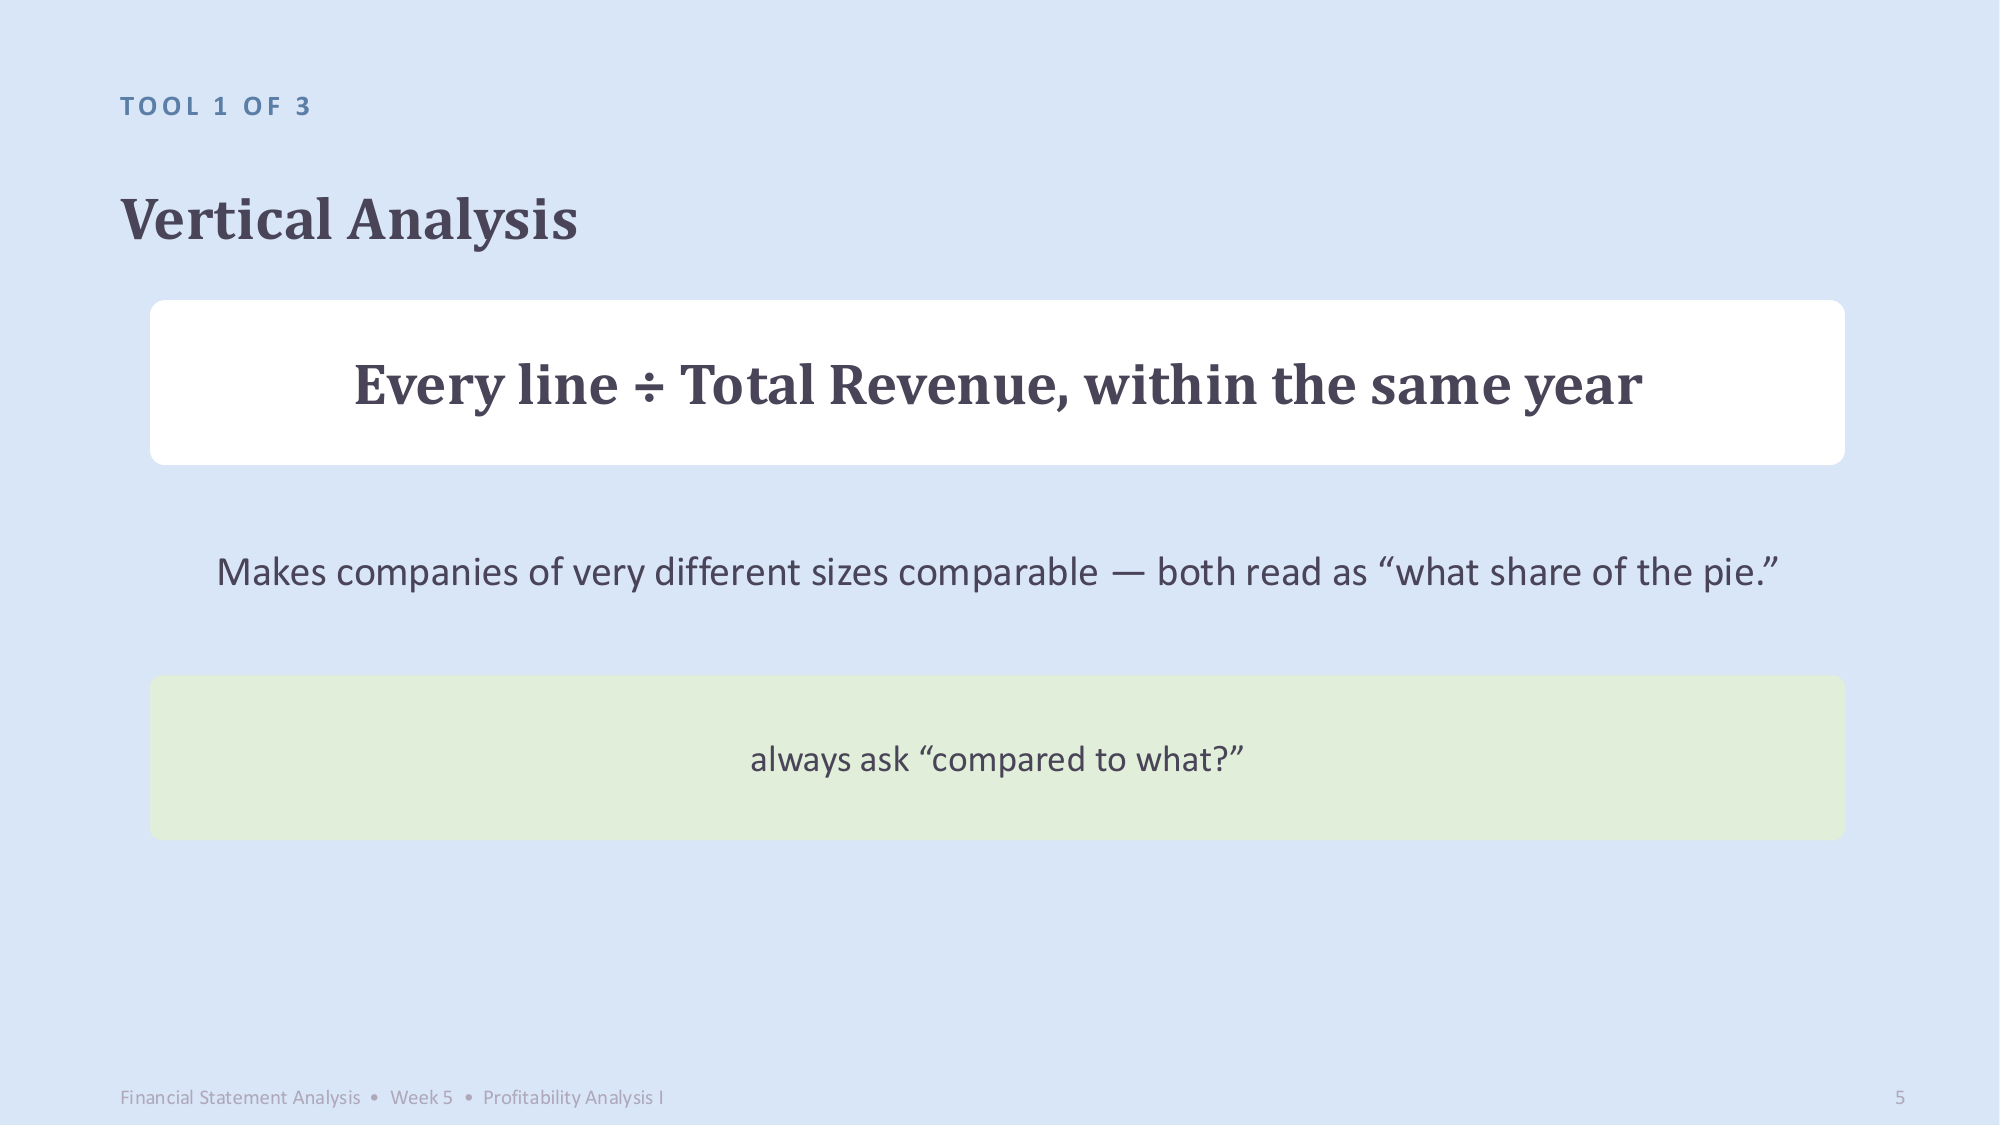 TOOL 1 OF 3
Vertical Analysis
Every line ÷ Total Revenue, within the same year
Makes companies of very different sizes comparable — both read as “what share of the pie.”
always ask “compared to what?”
Financial Statement Analysis • Week 5 • Profitability Analysis I
5